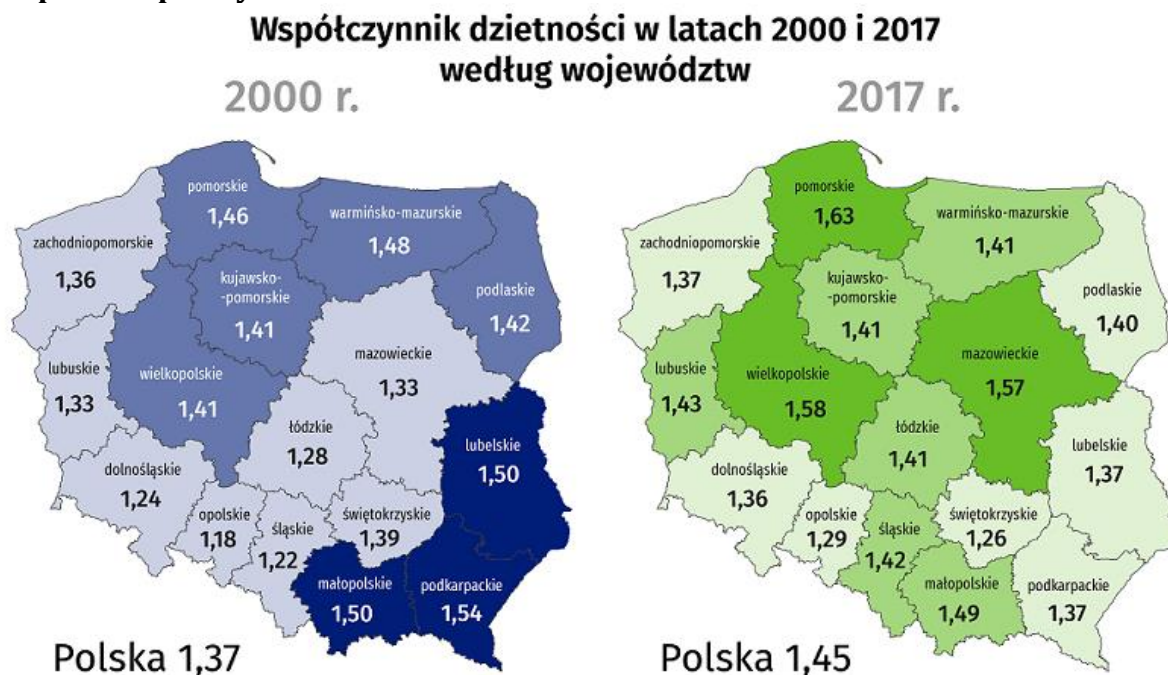 Współczynnik dzietności w latach 2000 i 2017
według województw
2000 r.
pomorskie
1,46
warmińsko-mazurskie
1,48
zachodniopomorskie
1,36
kujawsko-
-pomorskie
1,41
podlaskie
1,42
mazowieckie
1,33
lubuskie
1,33
wielkopolskie
1,41
łódzkie
1,28
lubelskie
1,50
dolnośląskie
1,24
opolskie
1,18
śląskie
1,22
świętokrzyskie
1,39
małopolskie
1,50
podkarpackie
1,54
Polska 1,37
2017 r.
pomorskie
1,63
warmińsko-mazurskie
1,41
zachodniopomorskie
1,37
kujawsko-
-pomorskie
1,41
podlaskie
1,40
mazowieckie
1,57
lubuskie
1,43
wielkopolskie
1,58
łódzkie
1,41
lubelskie
1,37
dolnośląskie
1,36
opolskie
1,29
śląskie
1,42
świętokrzyskie
1,26
małopolskie
1,49
podkarpackie
1,37
Polska 1,45